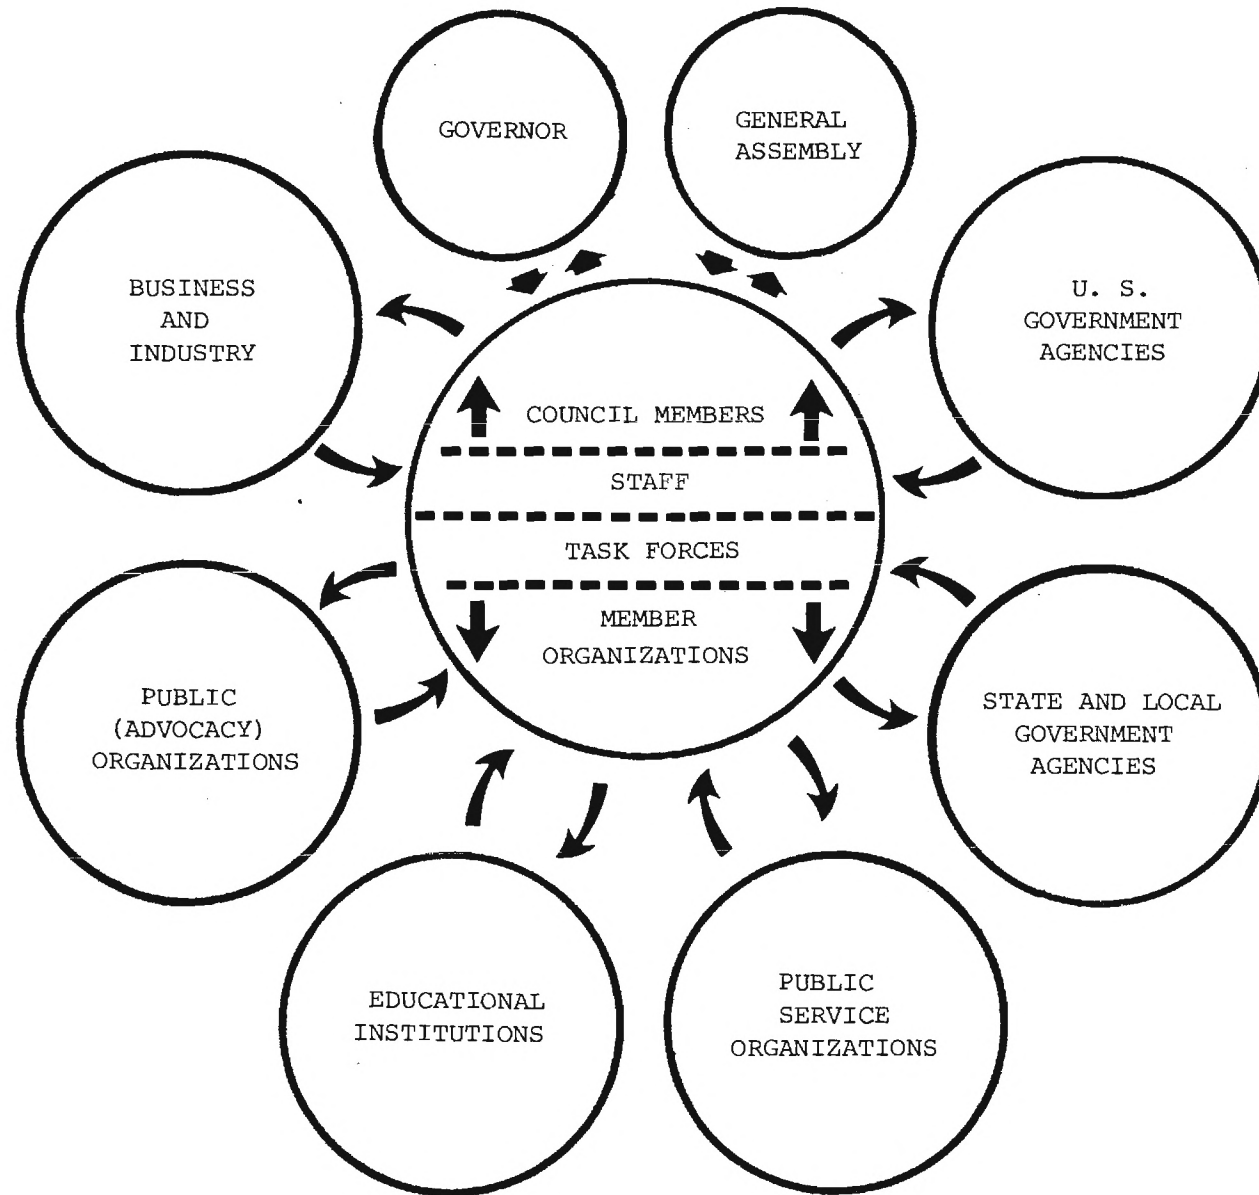 GOVERNOR
GENERAL
ASSEMBLY
BUSINESS
AND
INDUSTRY
U. S.
GOVERNMENT
AGENCIES
COUNCIL MEMBERS
STAFF
TASK FORCES
MEMBER
ORGANIZATIONS
PUBLIC
(ADVOCACY)
ORGANIZATIONS
STATE AND LOCAL
GOVERNMENT
AGENCIES
EDUCATIONAL
INSTITUTIONS
PUBLIC
SERVICE
ORGANIZATIONS